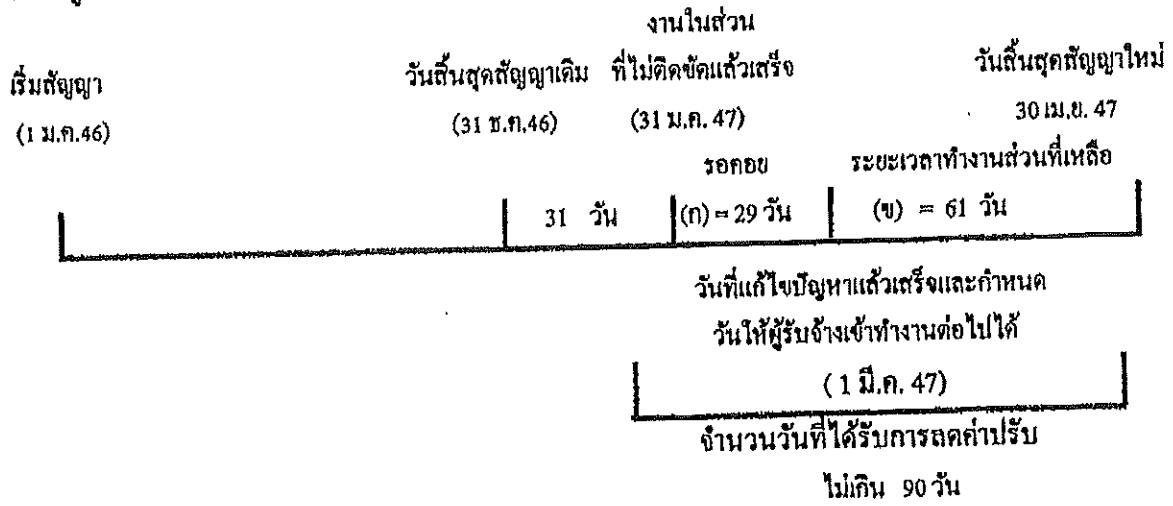 งานในส่วน
เริ่มสัญญา วันสิ้นสุดสัญญาเดิม ที่ไม่ติดขัดแล้วเสร็จ วันสิ้นสุดสัญญาใหม่
(1 ม.ค.46) (31 ธ.ค.46) (31 ม.ค. 47) 30 เม.ย. 47
รอคอย ระยะเวลาทำงานส่วนที่เหลือ
31 วัน (ก) = 29 วัน (ข) = 61 วัน
วันที่แก้ไขปัญหาแล้วเสร็จและกำหนด
วันให้ผู้รับจ้างเข้าทำงานต่อไปได้
( 1 มี.ค. 47)
จำนวนวันที่ได้รับการลดค่าปรับ
ไม่เกิน 90 วัน